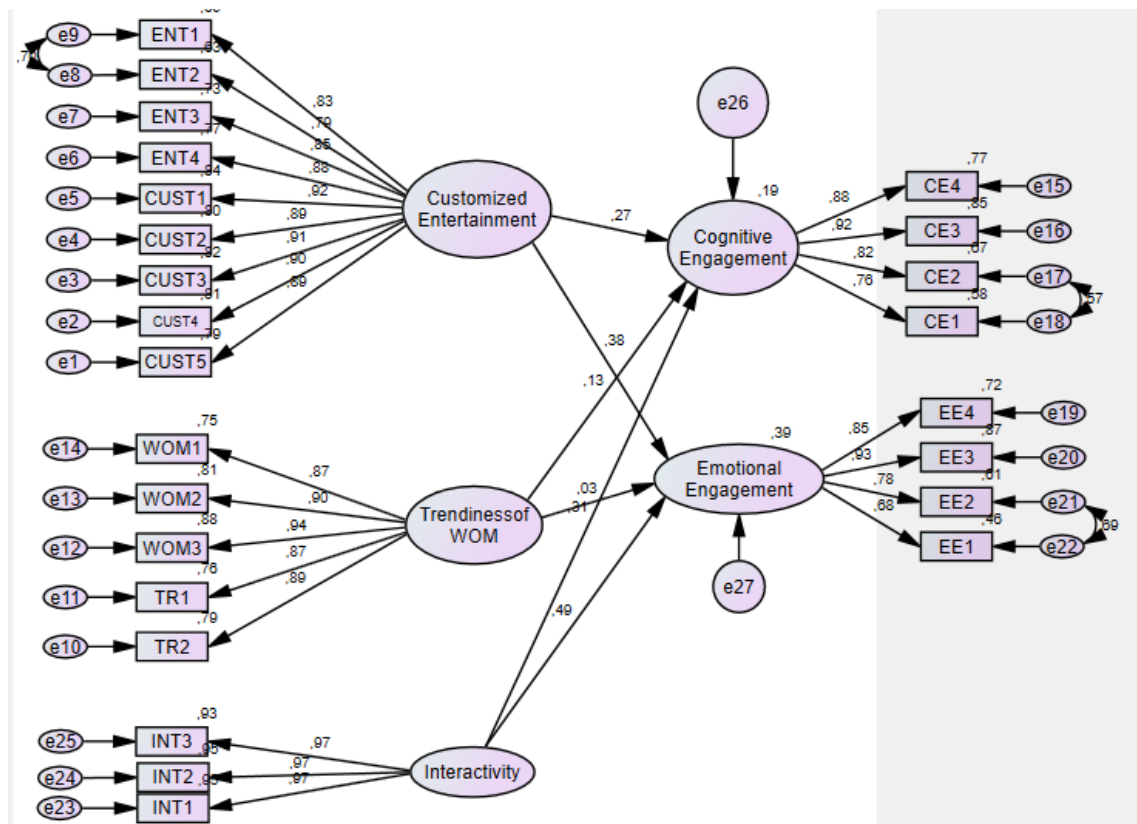 e9
ENT1
,83
,7
e8
ENT2
,63
,79
e7
ENT3
,73
,85
e6
ENT4
,77
,88
e5
CUST1
,84
,92
e4
CUST2
,80
,89
e3
CUST3
,82
,91
e2
CUST4
,81
,90
e1
CUST5
,79
,89
Customized
Entertainment
,27
,38
e26
,19
Cognitive
Engagement
,88
,77
CE4
e15
,92
,85
CE3
e16
,82
,67
CE2
e17
,76
,58
CE1
e18
,57
e14
WOM1
,75
,87
e13
WOM2
,81
,90
e12
WOM3
,88
,94
e11
TR1
,76
,87
e10
TR2
,79
,89
Trendinessof
WOM
,13
,03
,39
Emotional
Engagement
e27
,85
,72
EE4
e19
,93
,87
EE3
e20
,78
,61
EE2
e21
,68
,46
EE1
e22
,69
e25
INT3
,93
,97
e24
INT2
,95
,97
e23
INT1
,95
,97
Interactivity
,31
,49